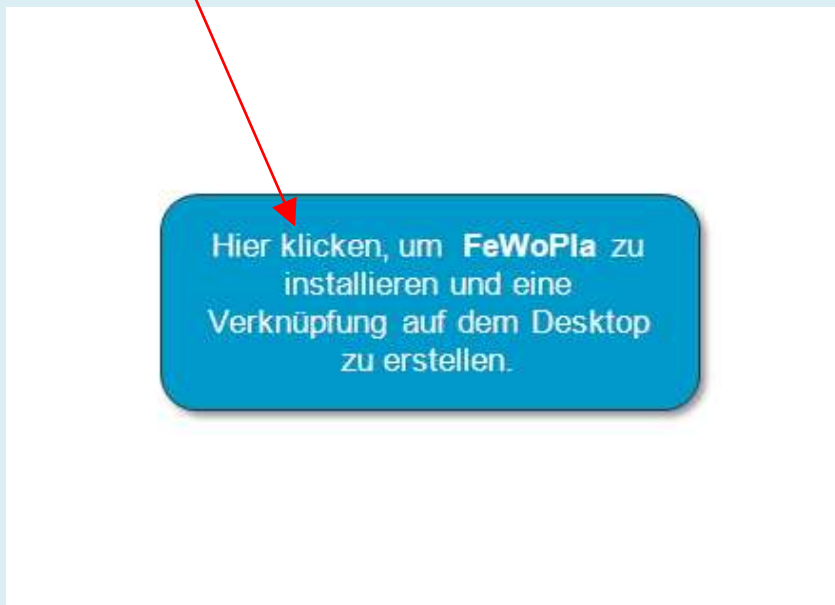 Hier klicken, um FeWoPla zu
installieren und eine
Verknüpfung auf dem Desktop
zu erstellen.